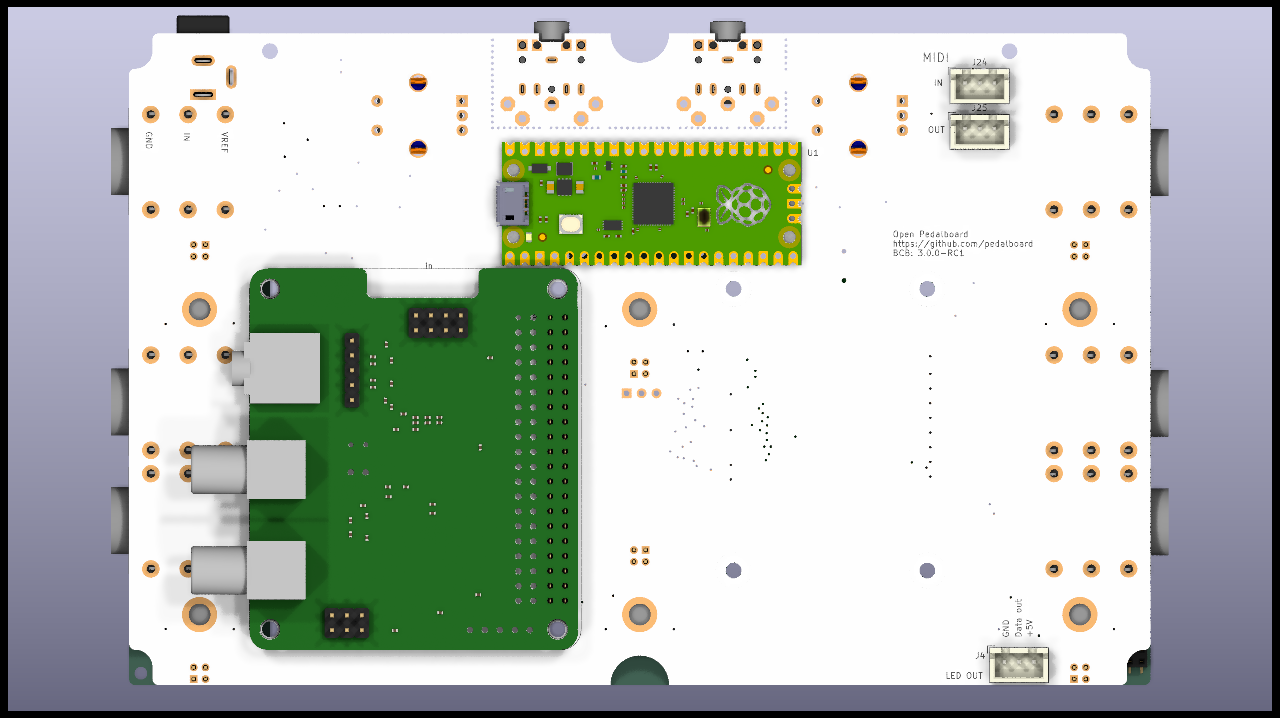 MIDI
J24
IN
J25
OUT
GND
IN
VREF
U1
Open Pedalboard
https://github.com/pedalboard
BCB: 3.0.0-RC1
in
GND
Data out
+5V
J4
LED OUT